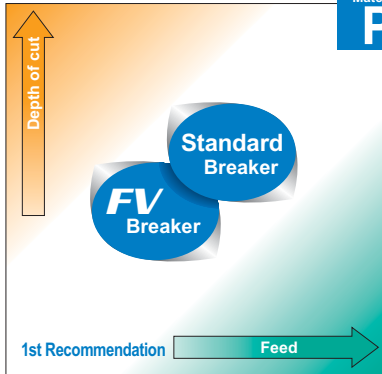 P
Depth of cut
Standard
Breaker
FV
Breaker
1st Recommendation
Feed